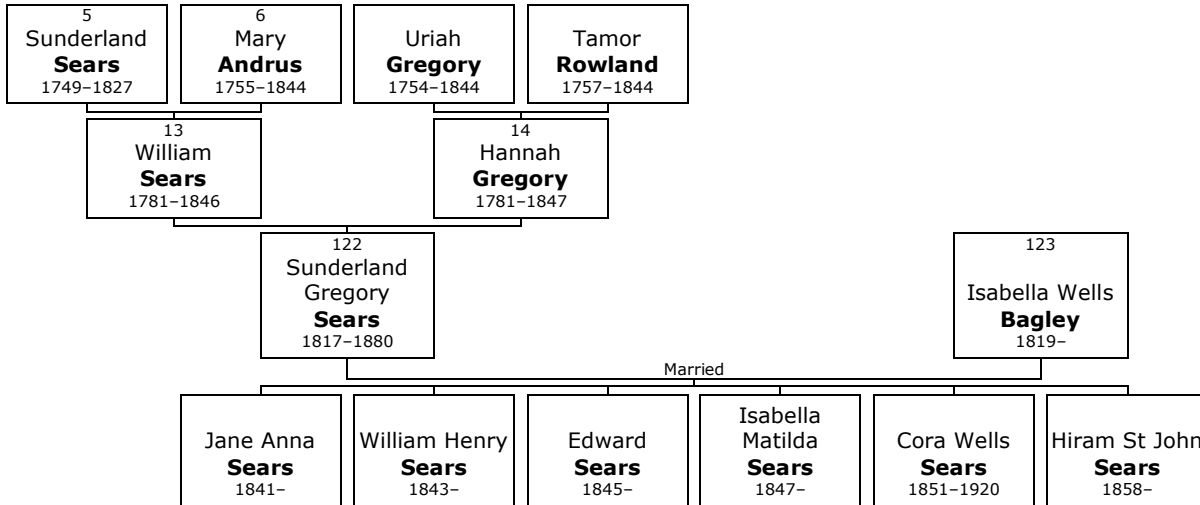 5
Sunderland
Sears
1749–1827
6
Mary
Andrus
1755–1844
Uriah
Gregory
1754–1844
Tamor
Rowland
1757–1844
13
William
Sears
1781–1846
14
Hannah
Gregory
1781–1847
122
Sunderland
Gregory
Sears
1817–1880
123
Isabella Wells
Bagley
1819–
Married
Jane Anna
Sears
1841–
William Henry
Sears
1843–
Edward
Sears
1845–
Isabella
Matilda
Sears
1847–
Cora Wells
Sears
1851–1920
Hiram St John
Sears
1858–